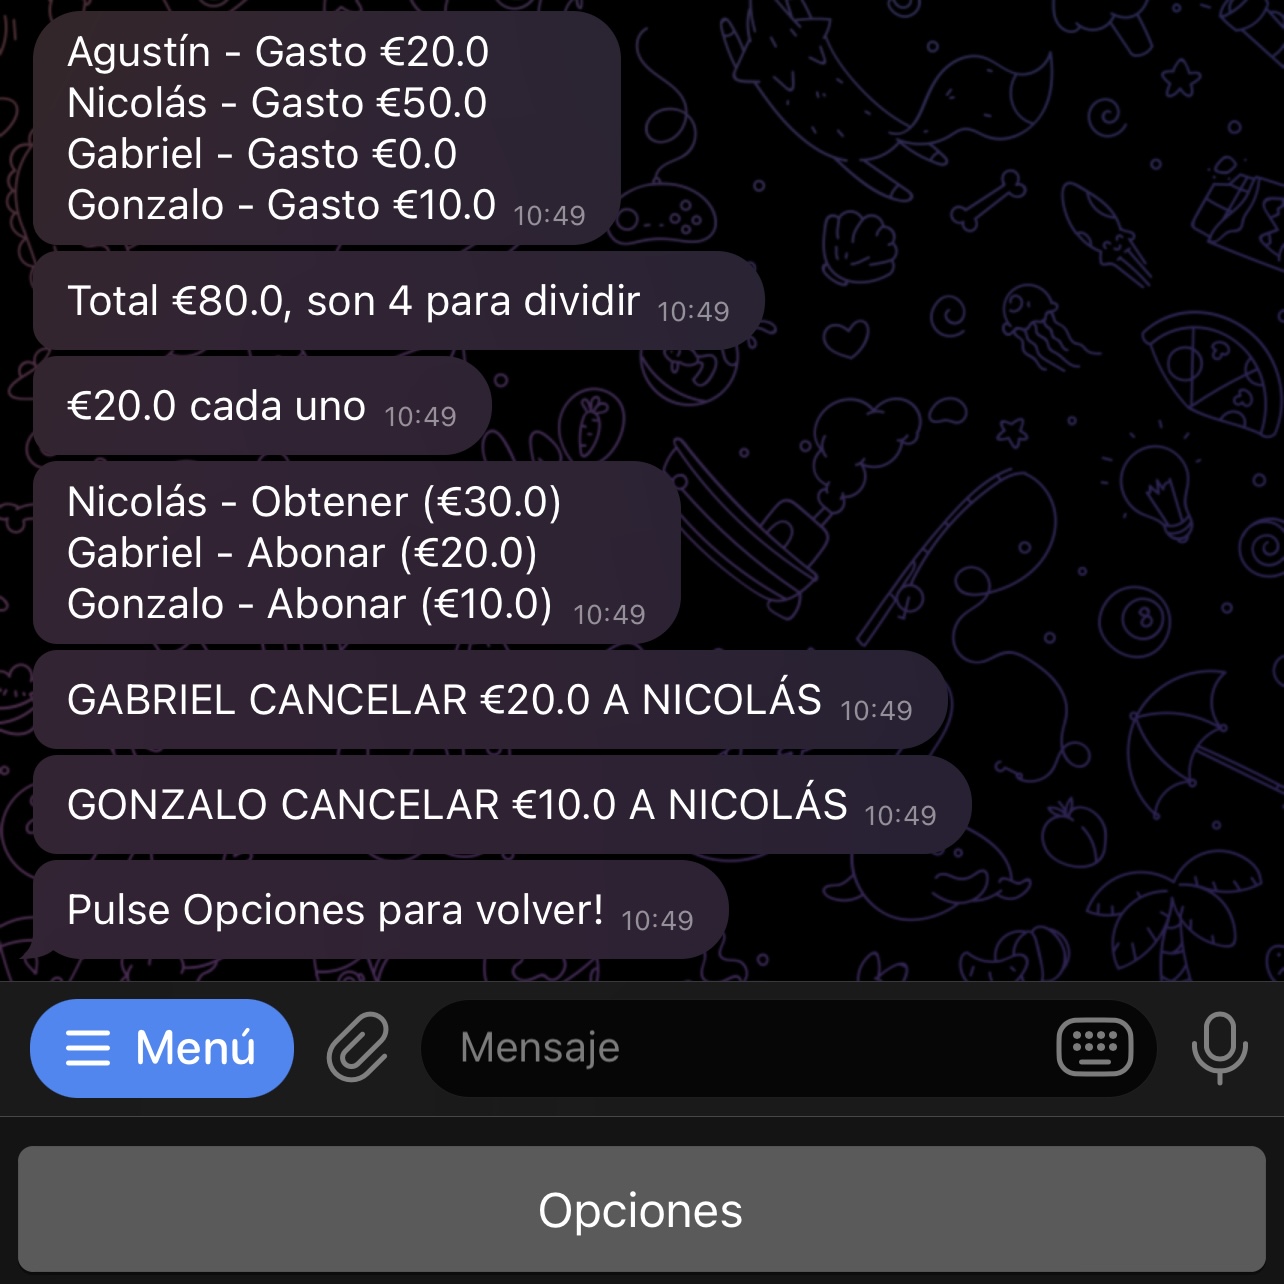 Agustín - Gasto €20.0
Nicolás - Gasto €50.0
Gabriel - Gasto €0.0
Gonzalo - Gasto €10.0 10:49
Total €80.0, son 4 para dividir 10:49
€20.0 cada uno 10:49
Nicolás - Obtener (€30.0)
Gabriel - Abonar (€20.0)
Gonzalo - Abonar (€10.0) 10:49
GABRIEL CANCELAR €20.0 A NICOLÁS 10:49
GONZALO CANCELAR €10.0 A NICOLÁS 10:49
Pulse Opciones para volver! 10:49
Menú Mensaje
Opciones